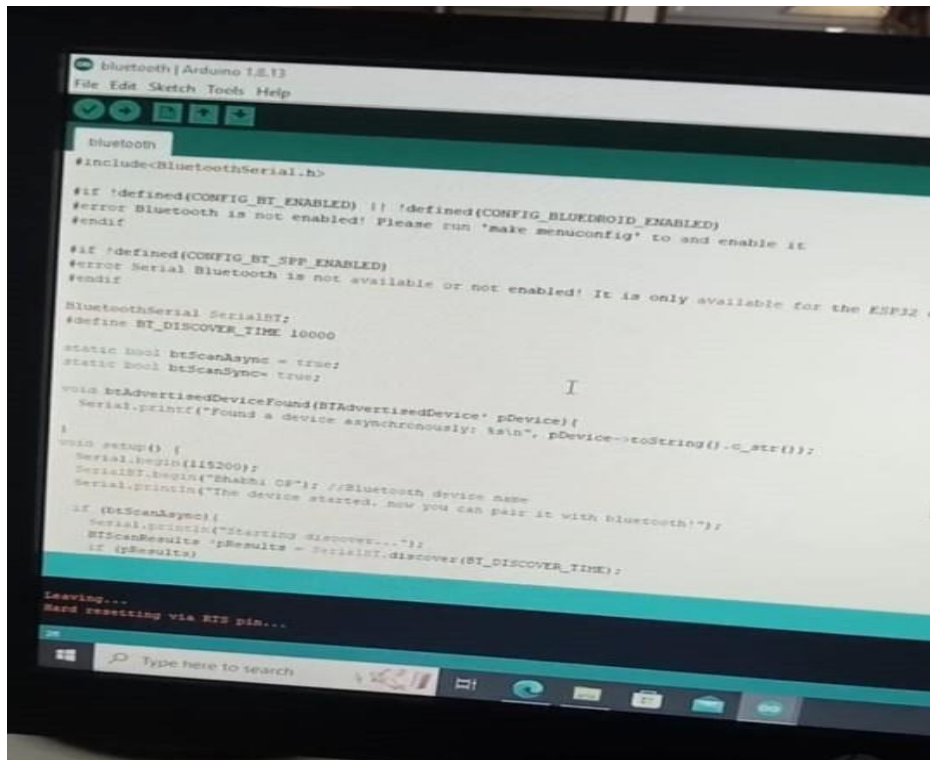 bluetooth | Arduino 1.8.13
File Edit Sketch Tools Help
bluetooth
#include<BluetoothSerial.h>
#if !defined(CONFIG_BT_ENABLED) || !defined(CONFIG_BLUEDROID_ENABLED)
#error Bluetooth is not enabled! Please run `make menuconfig` to and enable it
#endif
#if !defined(CONFIG_BT_SPP_ENABLED)
#error Serial Bluetooth is not available or not enabled! It is only available for the ESP32
#endif
BluetoothSerial SerialBT;
#define BT_DISCOVER_TIME 10000
static bool btScanAsync = true;
static bool btScanSync= true;
void btAdvertisedDeviceFound(BTAdvertisedDevice* pDevice){
Serial.printf("Found a device asynchronously: %s\n", pDevice->toString().c_str());
}
void setup() {
Serial.begin(115200);
SerialBT.begin("Bhabhi CP"); //Bluetooth device name
Serial.println("The device started, now you can pair it with bluetooth!");
if (btScanAsync){
Serial.println("Starting discover...");
BTScanResults *pResults = SerialBT.discover(BT_DISCOVER_TIME);
if (pResults)
Leaving...
Hard resetting via RTS pin...
Type here to search